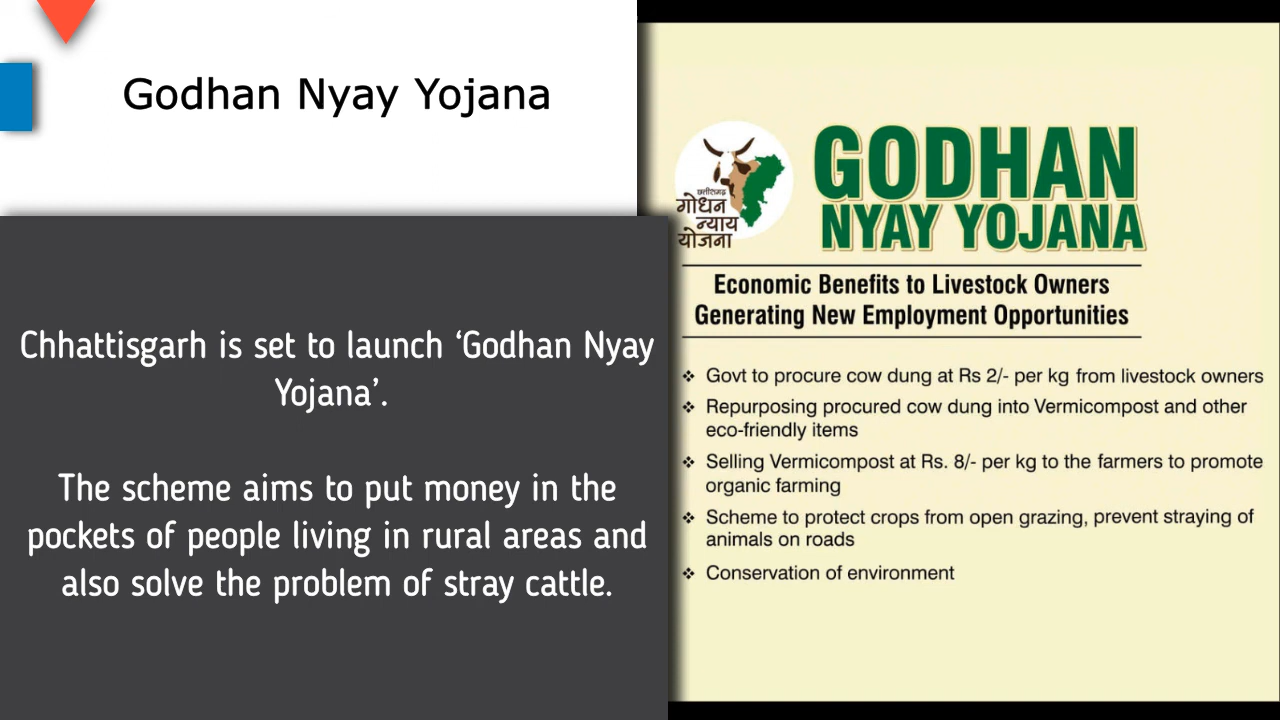 Godhan Nyay Yojana
Chhattisgarh is set to launch ‘Godhan Nyay
Yojana’.
The scheme aims to put money in the
pockets of people living in rural areas and
also solve the problem of stray cattle.
छत्तीसगढ़
गोधन
न्याय
योजना
GODHAN
NYAY YOJANA
Economic Benefits to Livestock Owners
Generating New Employment Opportunities
❖ Govt to procure cow dung at Rs 2/- per kg from livestock owners
❖ Repurposing procured cow dung into Vermicompost and other
eco-friendly items
❖ Selling Vermicompost at Rs. 8/- per kg to the farmers to promote
organic farming
❖ Scheme to protect crops from open grazing, prevent straying of
animals on roads
❖ Conservation of environment